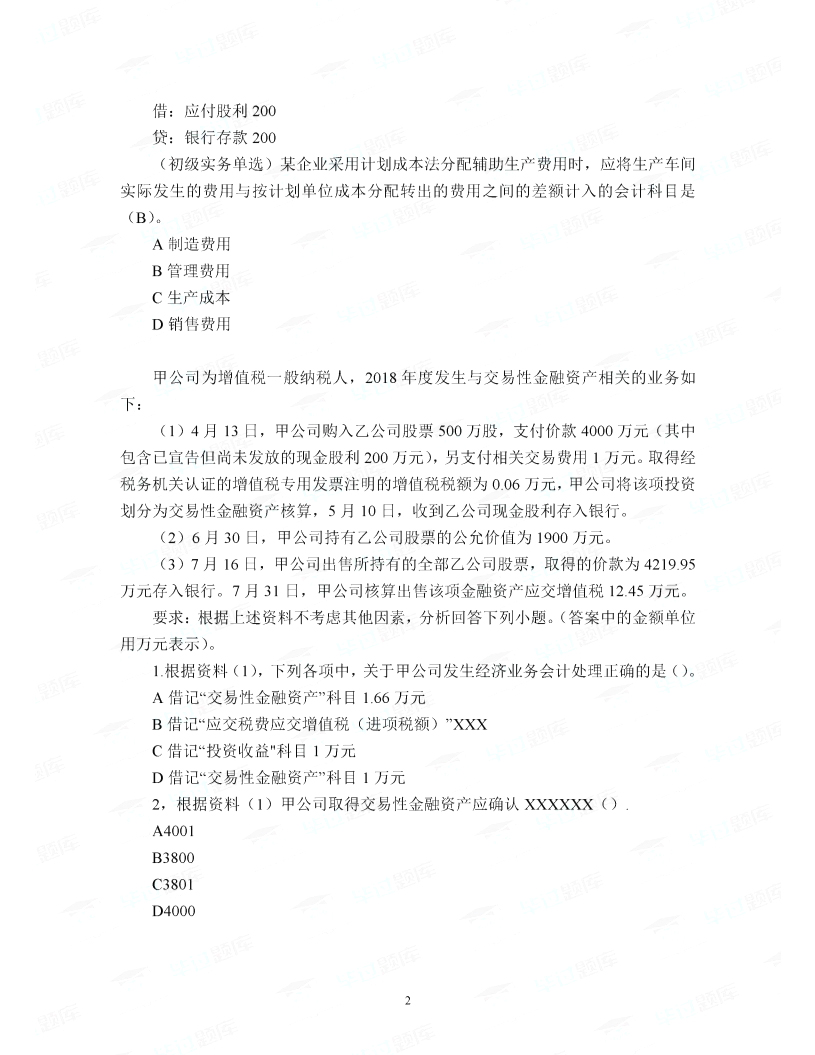 借：应付股利 200
贷：银行存款 200
（初级实务单选）某企业采用计划成本法分配辅助生产费用时，应将生产车间
实际发生的费用与按计划单位成本分配转出的费用之间的差额计入的会计科目是
（B）。
A 制造费用
B 管理费用
C 生产成本
D 销售费用
甲公司为增值税一般纳税人，2018 年度发生与交易性金融资产相关的业务如
下：
（1）4 月 13 日，甲公司购入乙公司股票 500 万股，支付价款 4000 万元（其中
包含已宣告但尚未发放的现金股利 200 万元），另支付相关交易费用 1 万元。取得经
税务机关认证的增值税专用发票注明的增值税税额为 0.06 万元，甲公司将该项投资
划分为交易性金融资产核算，5 月 10 日，收到乙公司现金股利存入银行。
（2）6 月 30 日，甲公司持有乙公司股票的公允价值为 1900 万元。
（3）7 月 16 日，甲公司出售所持有的全部乙公司股票，取得的价款为 4219.95
万元存入银行。7 月 31 日，甲公司核算出售该项金融资产应交增值税 12.45 万元。
要求：根据上述资料不考虑其他因素，分析回答下列小题。（答案中的金额单位
用万元表示）。
1.根据资料（1），下列各项中，关于甲公司发生经济业务会计处理正确的是（）。
A 借记“交易性金融资产”科目 1.66 万元
B 借记“应交税费应交增值税（进项税额）”XXX
C 借记“投资收益"科目 1 万元
D 借记“交易性金融资产”科目 1 万元
2，根据资料（1）甲公司取得交易性金融资产应确认 XXXXXX（）.
A4001
B3800
C3801
D4000
2